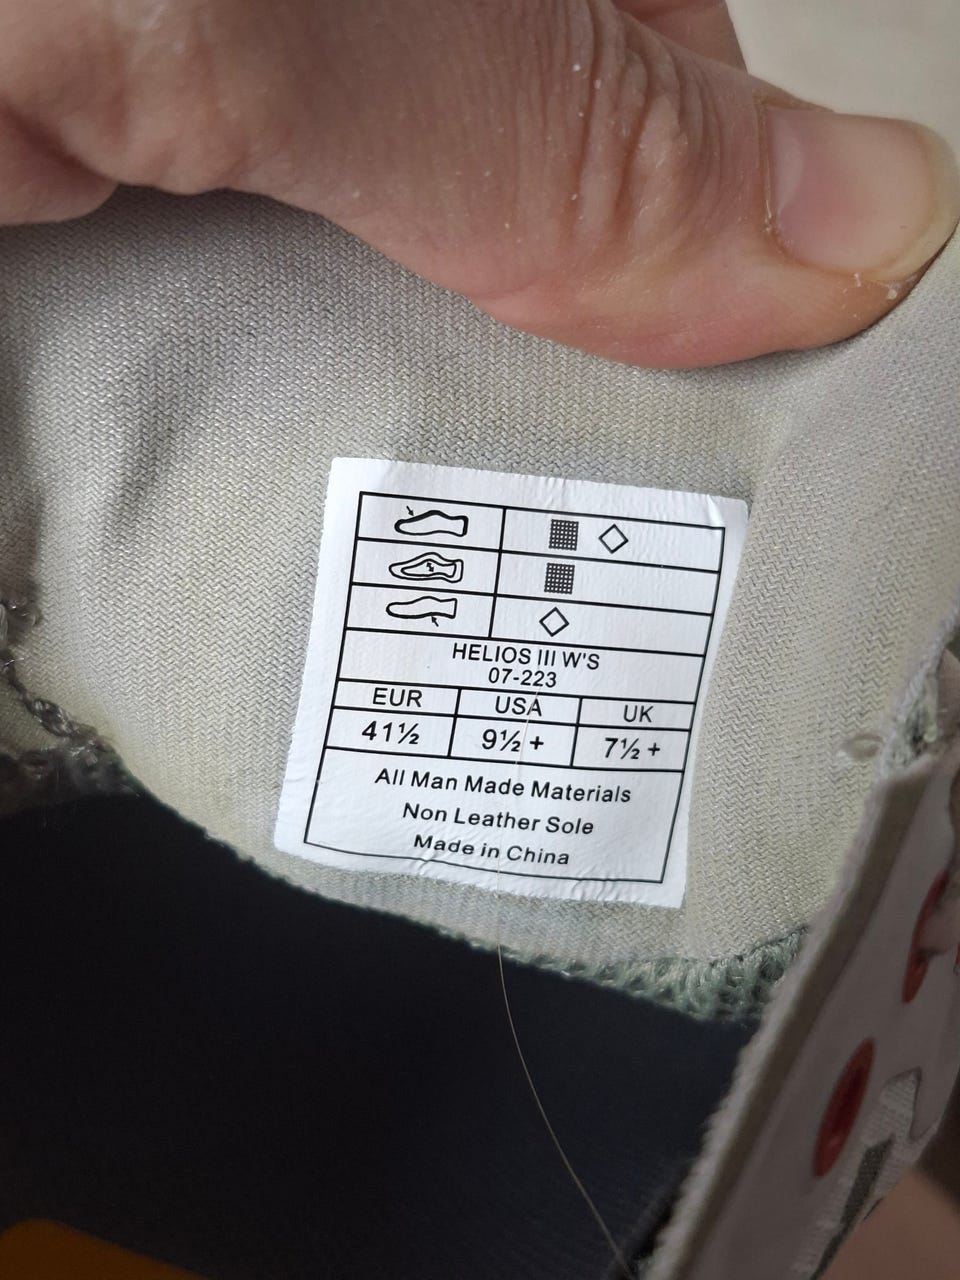 HELIOS III W'S
07-223
EUR USA UK
41½ 9½+ 7½+
All Man Made Materials
Non Leather Sole
Made in China